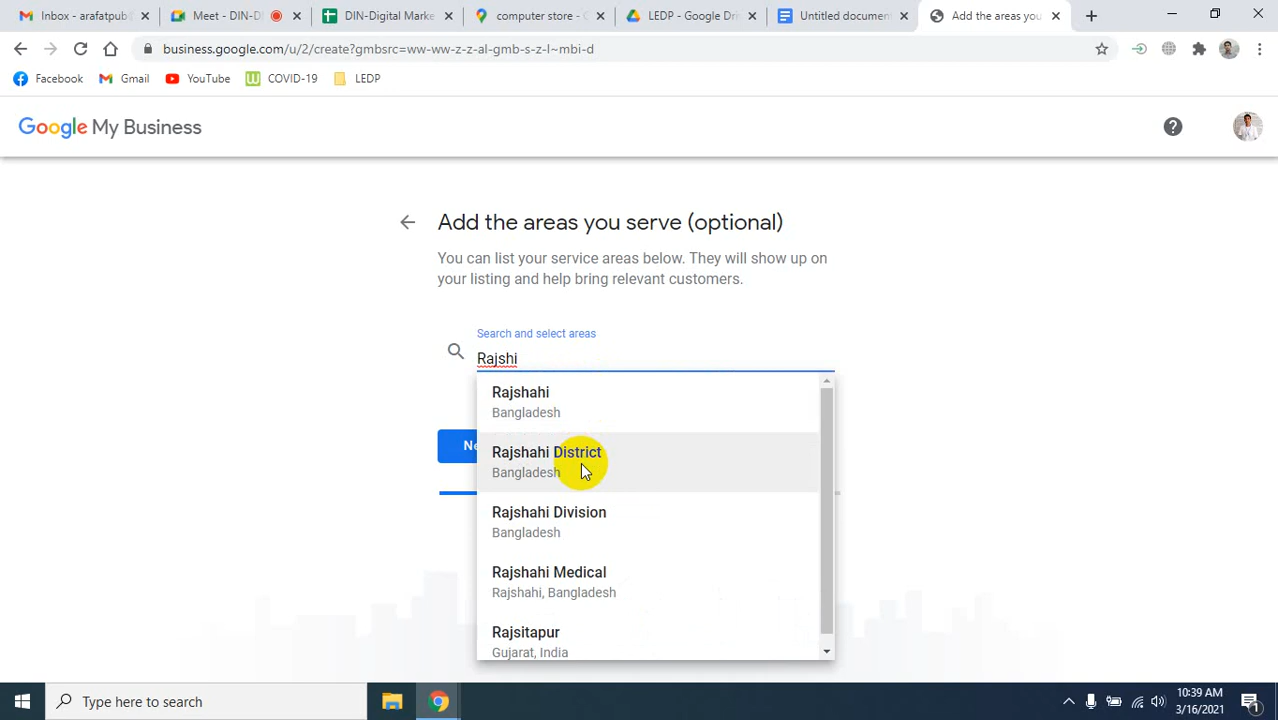 Inbox - arafatpub
Meet - DIN-D
DIN-Digital Marke
computer store - G
LEDP - Google Dri
Untitled document
Add the areas you
business.google.com/u/2/create?gmbsrc=ww-ww-z-z-al-gmb-s-z-l~mbi-d
Facebook
Gmail
YouTube
COVID-19
LEDP
Google My Business
Add the areas you serve (optional)
You can list your service areas below. They will show up on
your listing and help bring relevant customers.
Search and select areas
Rajshi
Rajshahi
Bangladesh
Ne
Rajshahi District
Bangladesh
Rajshahi Division
Bangladesh
Rajshahi Medical
Rajshahi, Bangladesh
Rajsitapur
Gujarat, India
Type here to search
10:39 AM
3/16/2021
1